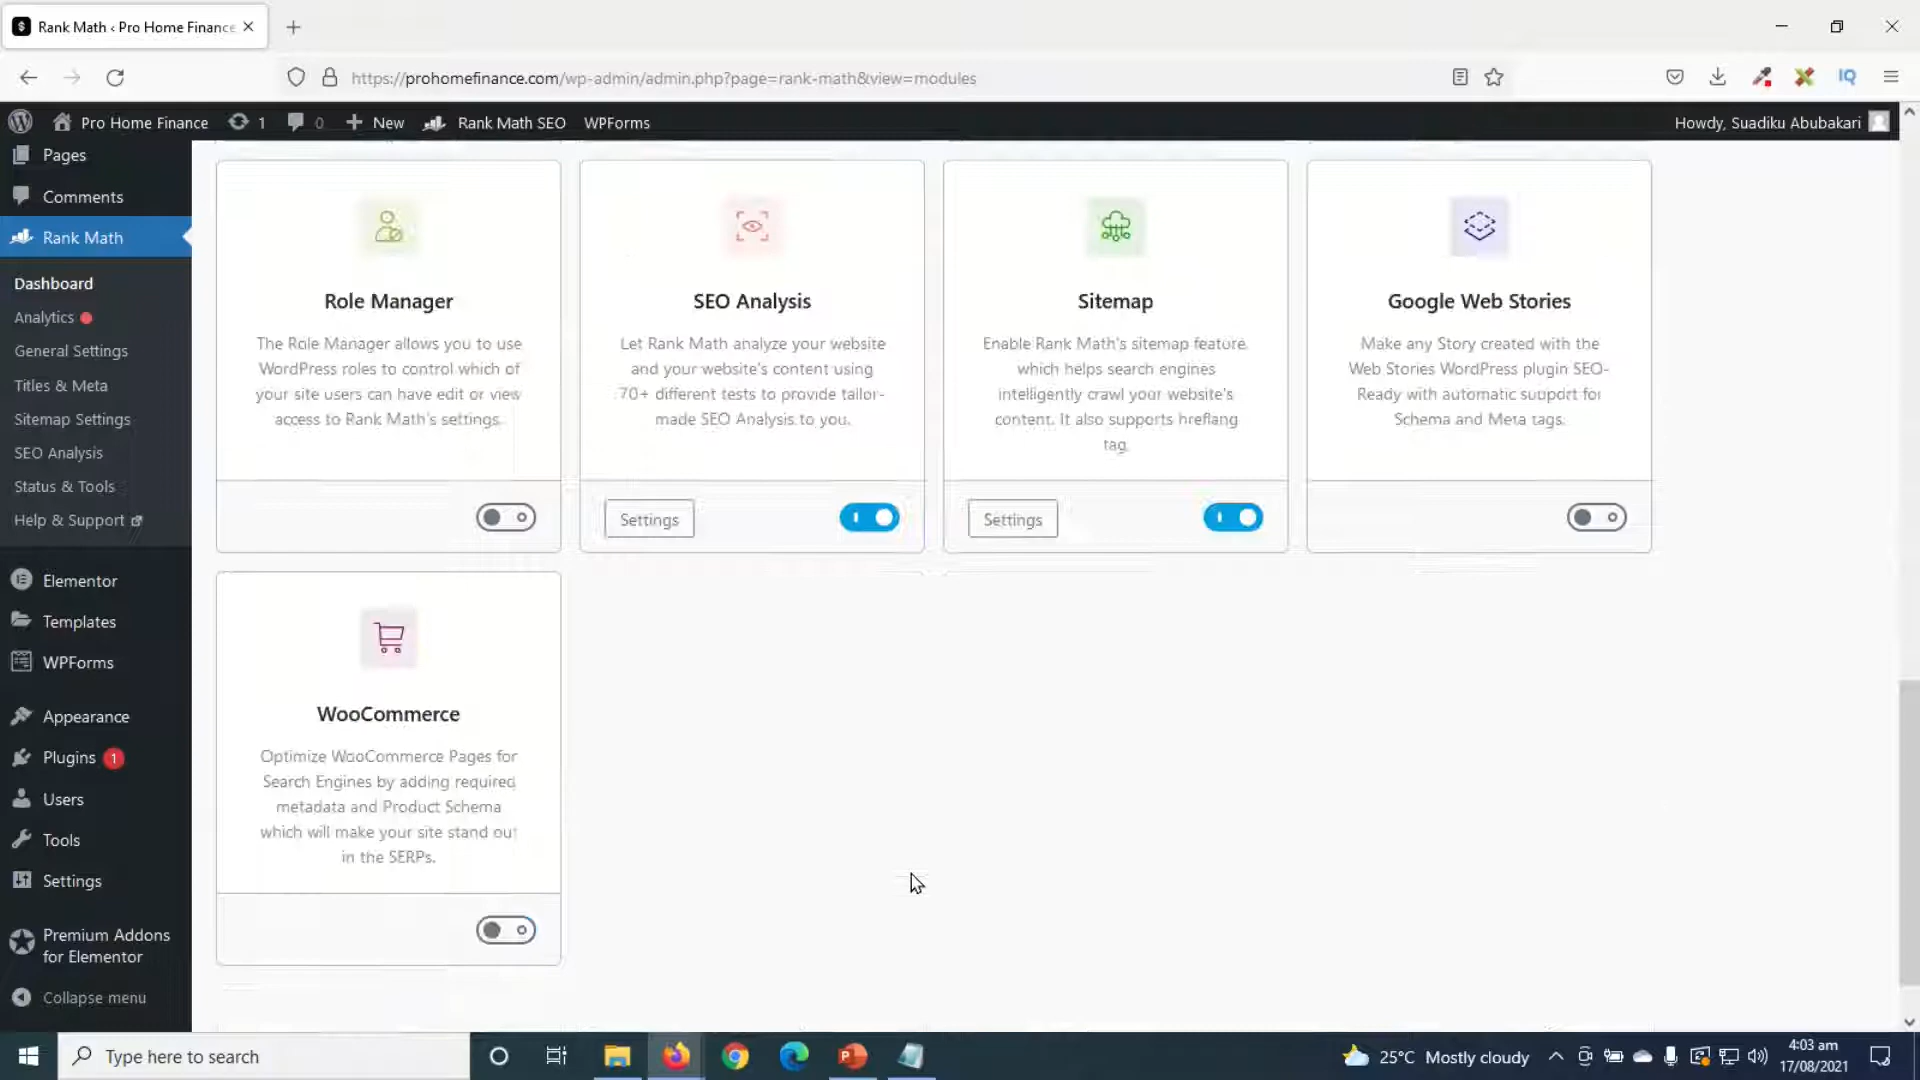 Rank Math ‹ Pro Home Finance
https://prohomefinance.com/wp-admin/admin.php?page=rank-math&view=modules
IQ
Pro Home Finance 1 0 New Rank Math SEO WPForms Howdy, Suadiku Abubakari
Pages
Comments
Rank Math
Dashboard
Analytics
General Settings
Titles & Meta
Sitemap Settings
SEO Analysis
Status & Tools
Help & Support
Elementor
Templates
WPForms
Appearance
Plugins 1
Users
Tools
Settings
Premium Addons
for Elementor
Collapse menu
Role Manager
The Role Manager allows you to use
WordPress roles to control which of
your site users can have edit or view
access to Rank Math's settings.
SEO Analysis
Let Rank Math analyze your website
and your website's content using
70+ different tests to provide tailor-
made SEO Analysis to you.
Settings
Sitemap
Enable Rank Math's sitemap feature,
which helps search engines
intelligently crawl your website's
content. It also supports hreflang
tag.
Settings
Google Web Stories
Make any Story created with the
Web Stories WordPress plugin SEO-
Ready with automatic support for
Schema and Meta tags.
WooCommerce
Optimize WooCommerce Pages for
Search Engines by adding required
metadata and Product Schema
which will make your site stand out
in the SERPs.
Type here to search
25°C Mostly cloudy
4:03 am
17/08/2021